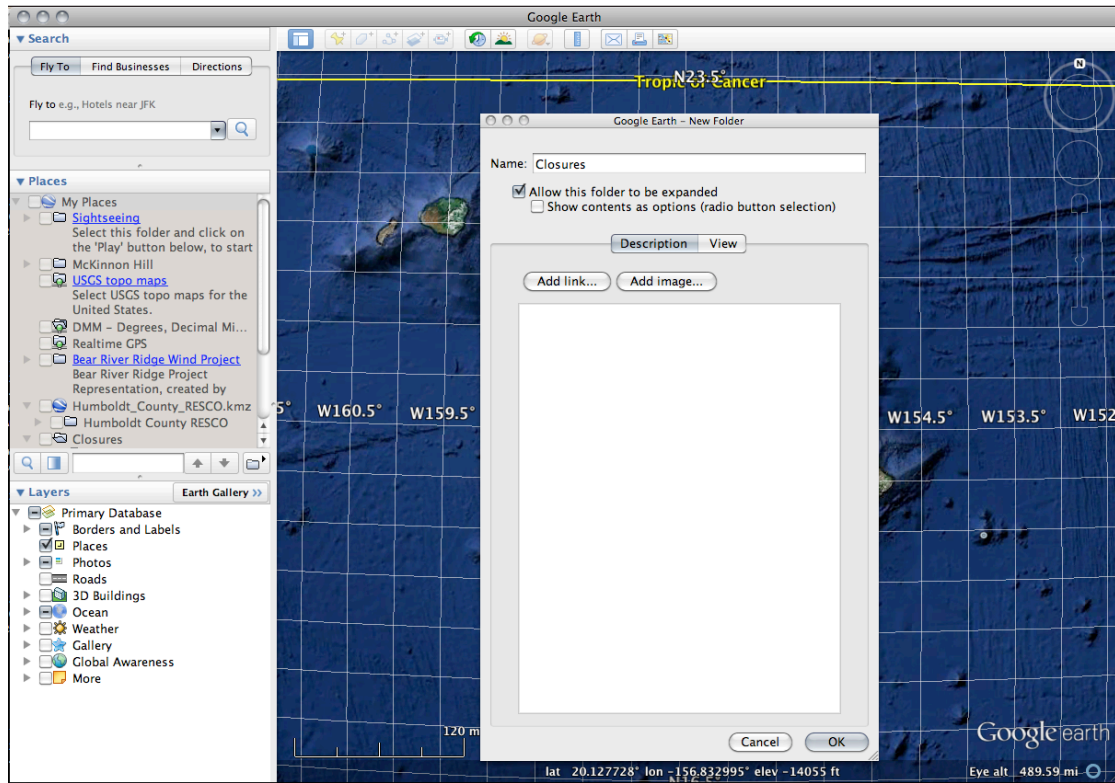 Google Earth
Search
Fly To
Find Businesses
Directions
Fly to e.g., Hotels near JFK
Places
My Places
Sightseeing
Select this folder and click on
the 'Play' button below, to start
McKinnon Hill
USGS topo maps
Select USGS topo maps for the
United States.
DMM – Degrees, Decimal Mi...
Realtime GPS
Bear River Ridge Wind Project
Bear River Ridge Project
Representation, created by
Humboldt_County_RESCO.kmz
Humboldt County RESCO
Closures
Layers
Earth Gallery >>
Primary Database
Borders and Labels
Places
Photos
Roads
3D Buildings
Ocean
Weather
Gallery
Global Awareness
More
N23.5°
Tropic of Cancer
N
Google Earth – New Folder
Name: Closures
Allow this folder to be expanded
Show contents as options (radio button selection)
Description
View
Add link...
Add image...
5°
W160.5°
W159.5°
W154.5°
W153.5°
W152
120 m
Cancel
OK
Google earth
lat 20.127728° lon -156.832995° elev -14055 ft
Eye alt 489.59 mi